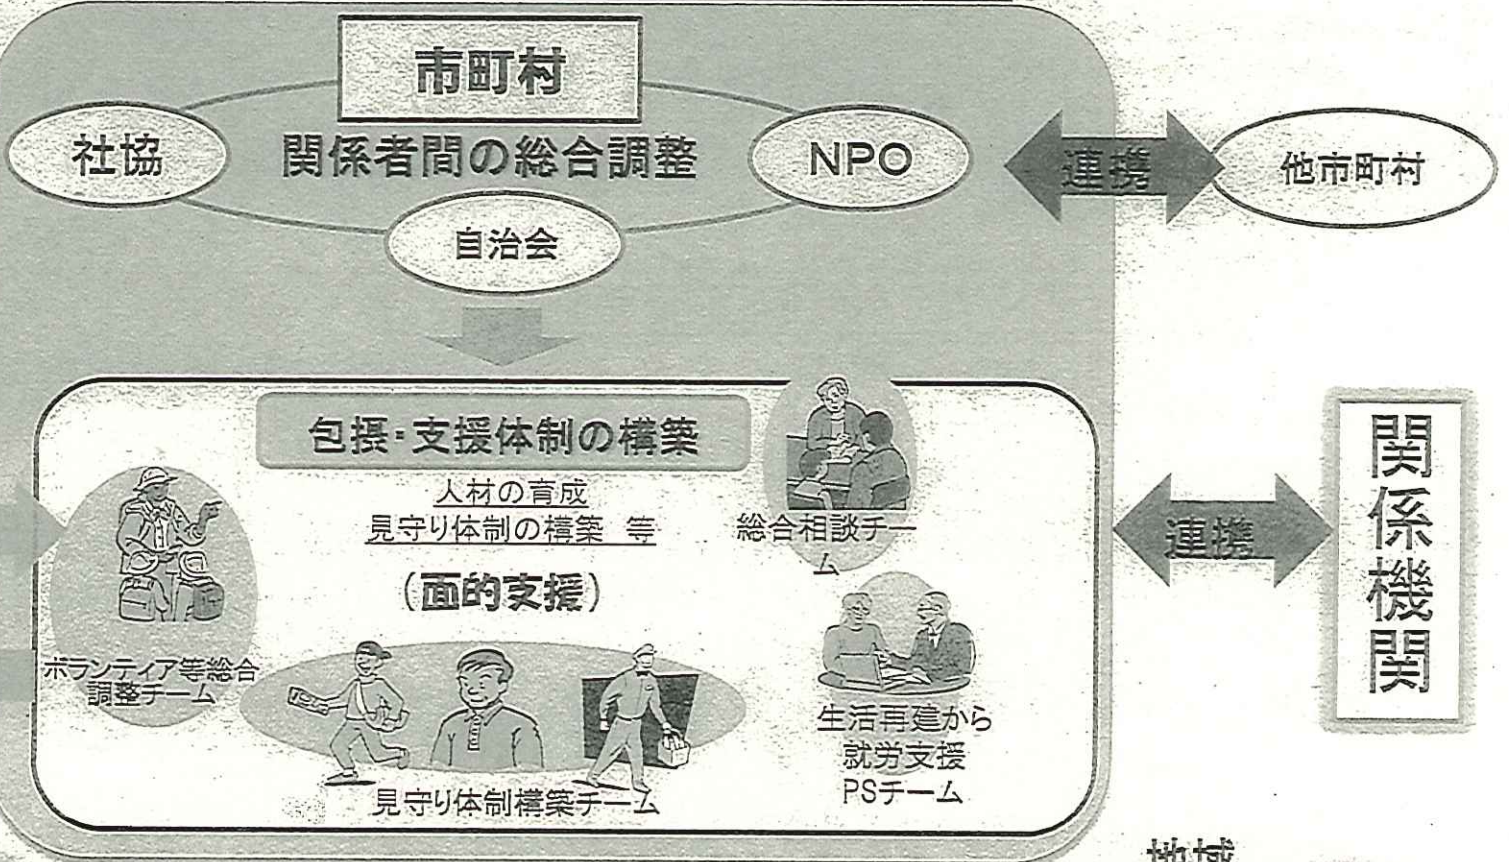 市町村
社協
関係者間の総合調整
NPO
連携
他市町村
自治会
包摂・支援体制の構築
人材の育成
見守り体制の構築 等
(面的支援)
総合相談チー
ム
連携
関係機関
ボランティア等総合
調整チーム
見守り体制構築チーム
生活再建から
就労支援
PSチーム
地域